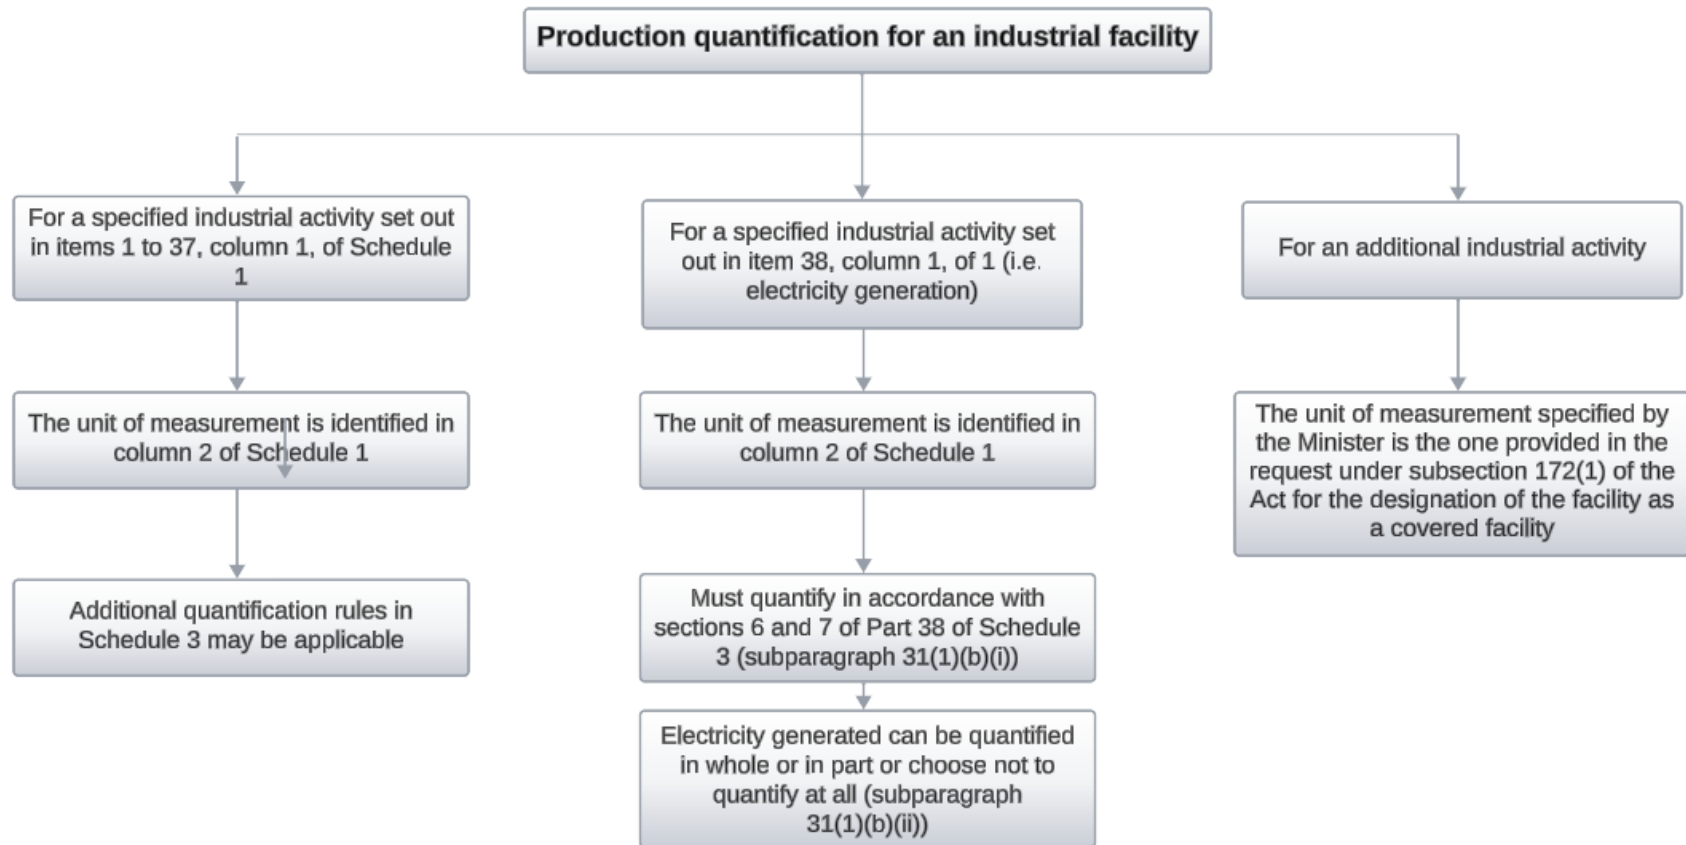 Production quantification for an industrial facility
For a specified industrial activity set out
in items 1 to 37, column 1, of Schedule
1
The unit of measurement is identified in
column 2 of Schedule 1
Additional quantification rules in
Schedule 3 may be applicable
For a specified industrial activity set
out in item 38, column 1, of 1 (i.e.
electricity generation)
The unit of measurement is identified in
column 2 of Schedule 1
Must quantify in accordance with
sections 6 and 7 of Part 38 of Schedule
3 (subparagraph 31(1)(b)(i))
Electricity generated can be quantified
in whole or in part or choose not to
quantify at all (subparagraph
31(1)(b)(ii))
For an additional industrial activity
The unit of measurement specified by
the Minister is the one provided in the
request under subsection 172(1) of the
Act for the designation of the facility as
a covered facility